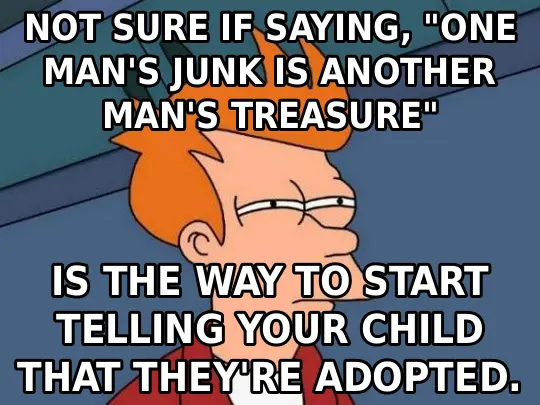 NOT SURE IF SAYING, "ONE
MAN'S JUNK IS ANOTHER
MAN'S TREASURE"
IS THE WAY TO START
TELLING YOUR CHILD
THAT THEY'RE ADOPTED.